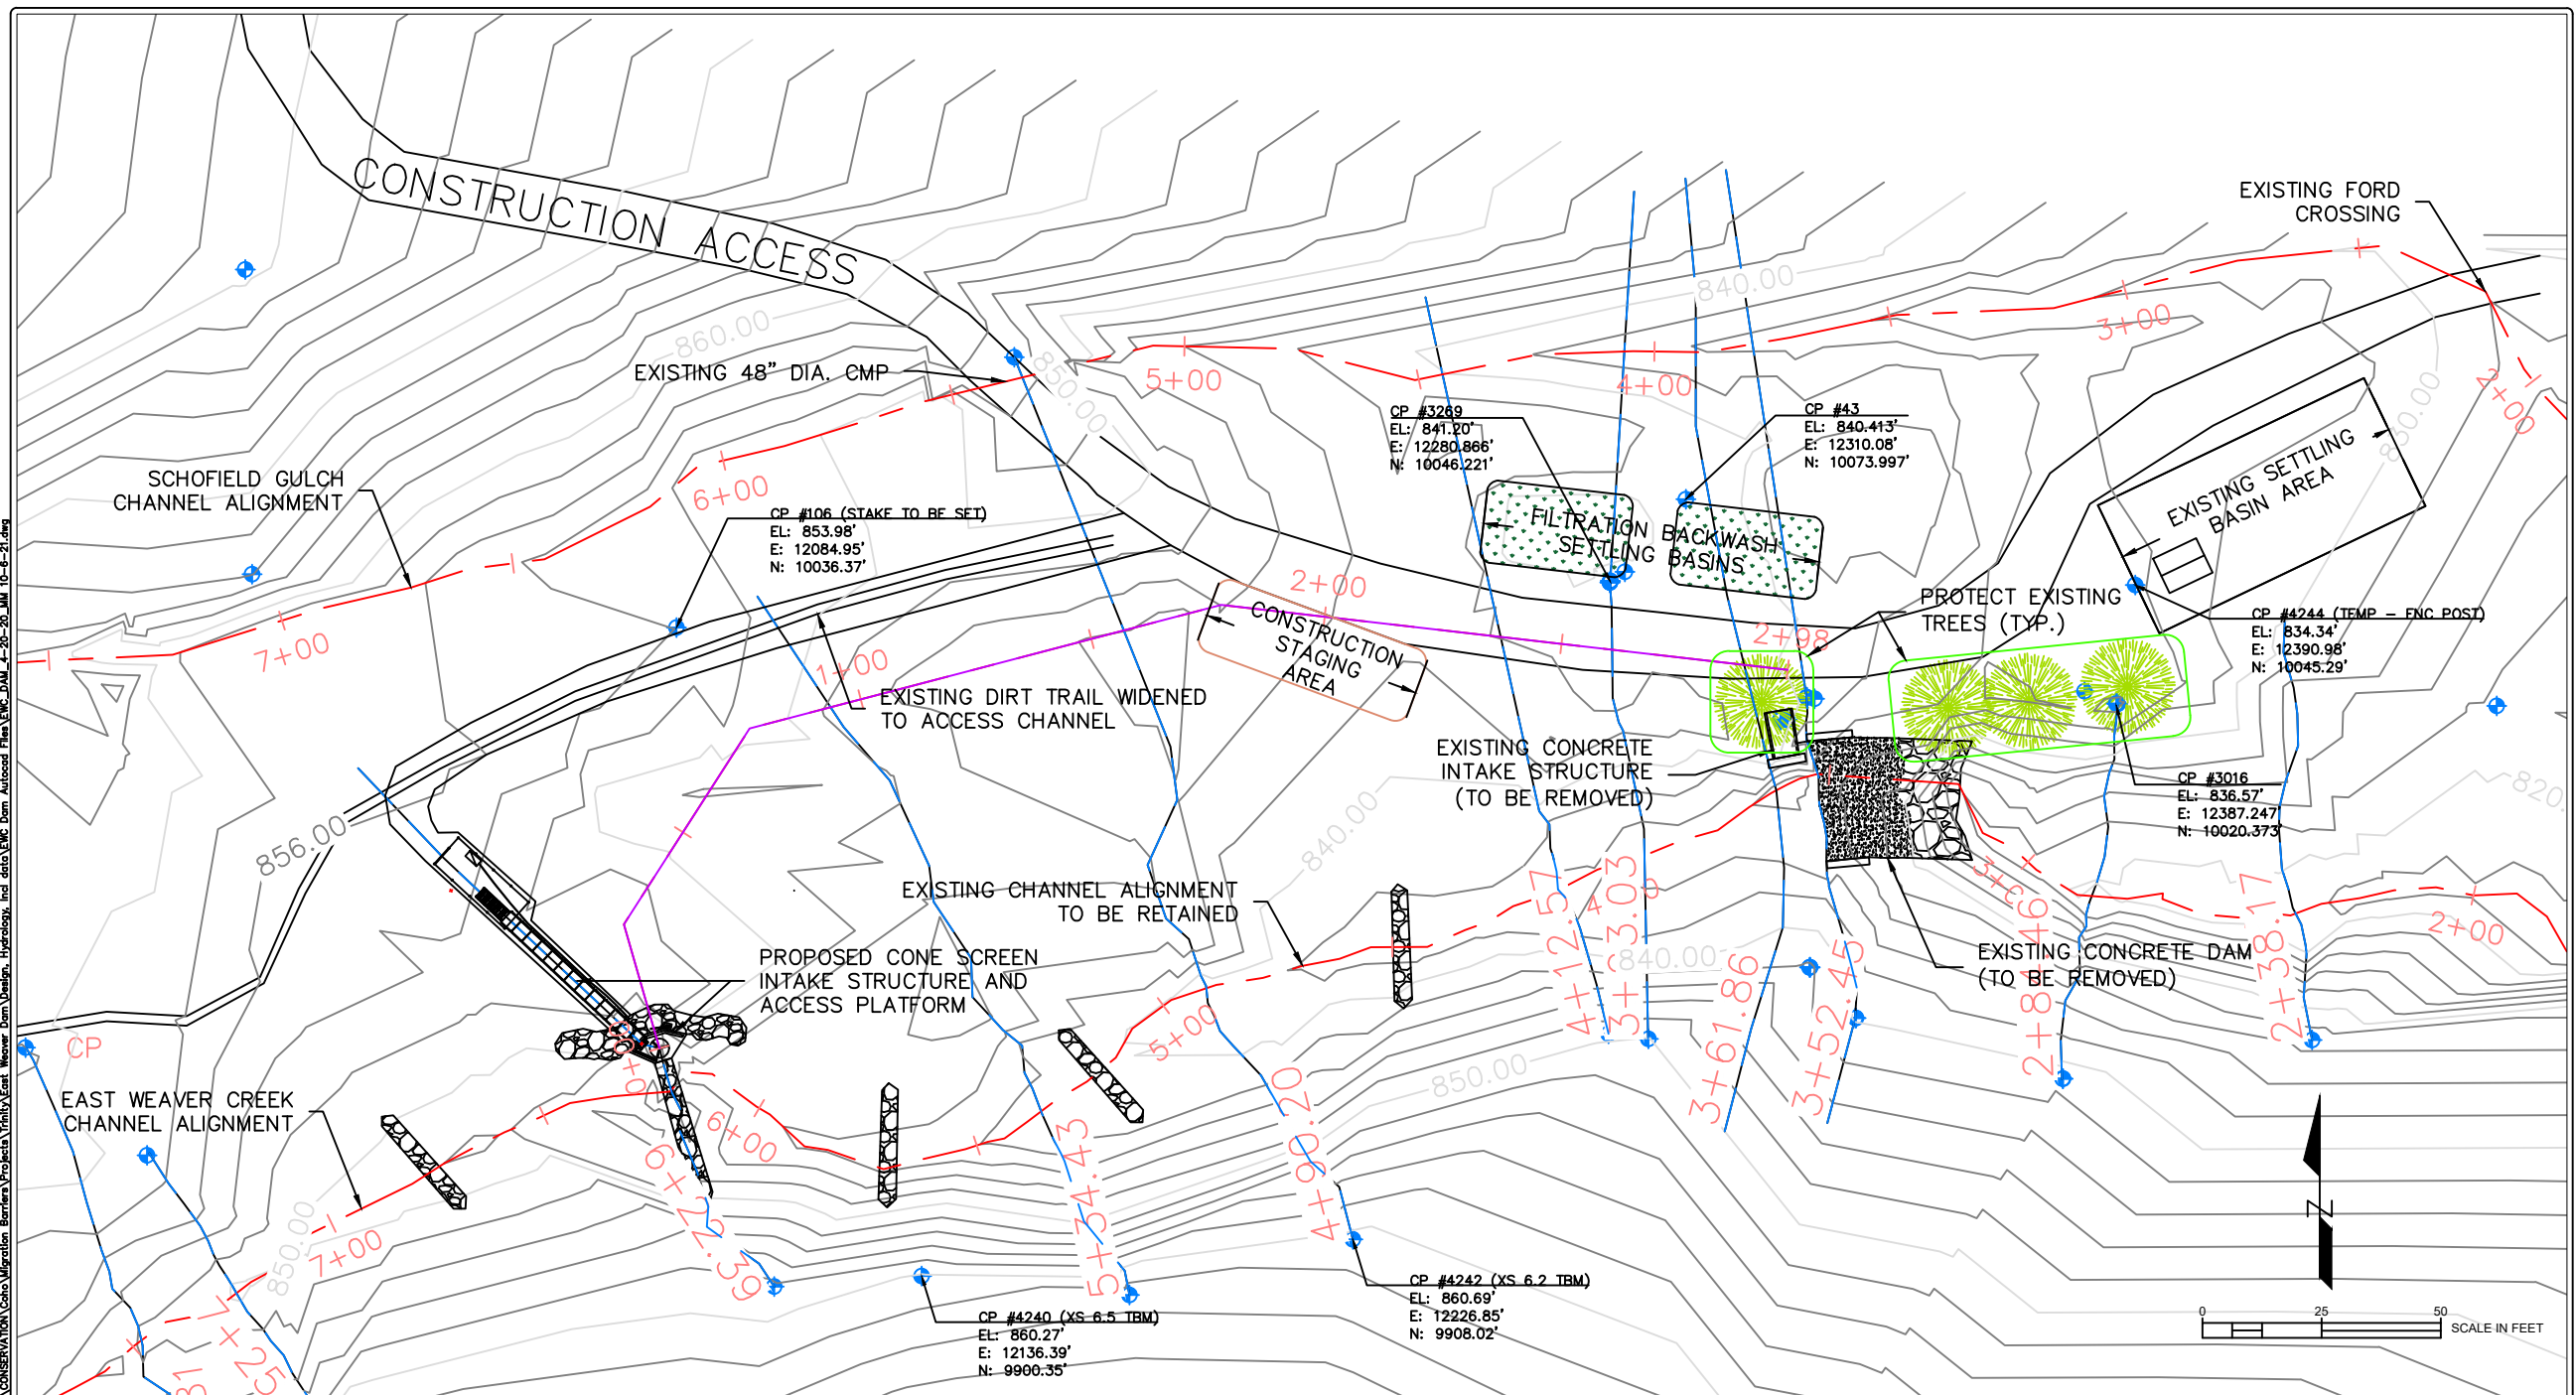 CONSTRUCTION ACCESS
EXISTING FORD
CROSSING
860.00
840.00
EXISTING 48" DIA. CMP
850.00
5+00
4+00
3+00
2+00
830.00
CP #3269
EL: 841.20'
E: 12280.866'
N: 10046.221'
CP #43
EL: 840.413'
E: 12310.08'
N: 10073.997'
SCHOFIELD GULCH
CHANNEL ALIGNMENT
6+00
7+00
CP #106 (STAKE TO BE SET)
EL: 853.98'
E: 12084.95'
N: 10036.37'
EXISTING SETTLING
BASIN AREA
FILTRATION BACKWASH
SETTLING BASINS
2+00
CONSTRUCTION
STAGING
AREA
2+98
PROTECT EXISTING
TREES (TYP.)
CP #4244 (TEMP - FNC POST)
EL: 834.34'
E: 12390.98'
N: 10045.29'
1+00
EXISTING DIRT TRAIL WIDENED
TO ACCESS CHANNEL
EXISTING CONCRETE
INTAKE STRUCTURE
(TO BE REMOVED)
CP #3016
EL: 836.57'
E: 12387.247'
N: 10020.373'
820.
856.00
840.00
EXISTING CHANNEL ALIGNMENT
TO BE RETAINED
PROPOSED CONE SCREEN
INTAKE STRUCTURE AND
ACCESS PLATFORM
EXISTING CONCRETE DAM
(TO BE REMOVED)
840.00
2+00
4+12.57
3+61.86
3+52.45
2+84.46
2+38.17
CP
5+00
850.00
EAST WEAVER CREEK
CHANNEL ALIGNMENT
6+00
6+22.39
5+34.43
4+90.20
850.00
7+00
7+25
CP #4240 (XS 6.5 TBM)
EL: 860.27'
E: 12136.39'
N: 9900.35'
CP #4242 (XS 6.2 TBM)
EL: 860.69'
E: 12226.85'
N: 9908.02'
N
0 25 50
SCALE IN FEET